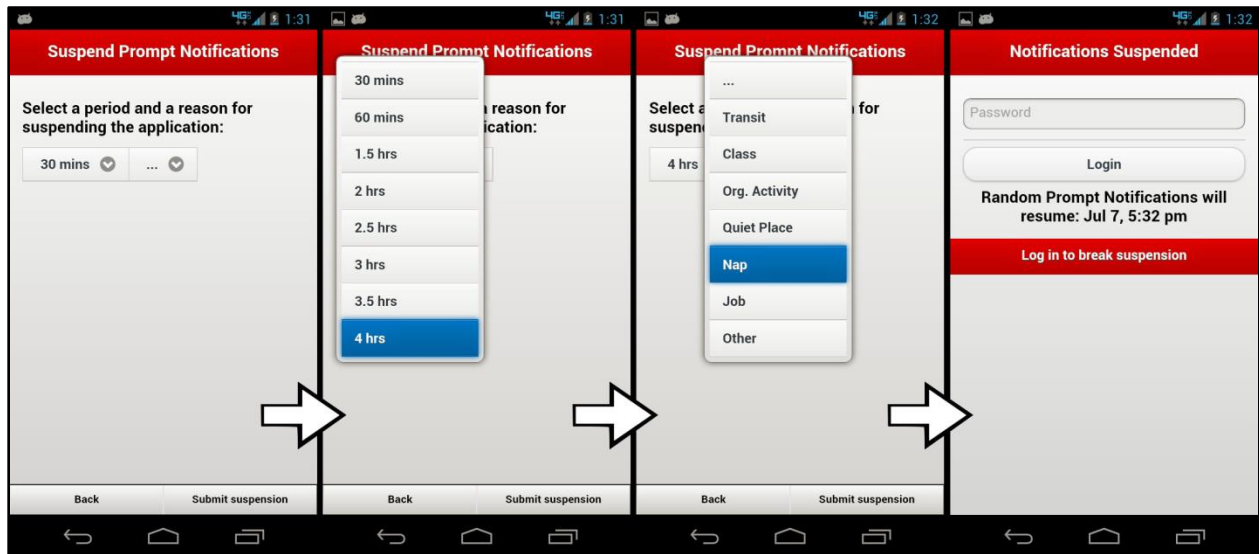 4G 1:31
Suspend Prompt Notifications
Select a period and a reason for
suspending the application:
30 mins ...
Back Submit suspension
4G 1:31
Suspend Prompt Notifications
30 mins
60 mins
1.5 hrs
2 hrs
2.5 hrs
3 hrs
3.5 hrs
4 hrs
reason for
ication:
Back Submit suspension
4G 1:32
Suspend Prompt Notifications
Select a
for
suspen
4 hrs
...
Transit
Class
Org. Activity
Quiet Place
Nap
Job
Other
Back Submit suspension
4G 1:32
Notifications Suspended
Password
Login
Random Prompt Notifications will
resume: Jul 7, 5:32 pm
Log in to break suspension